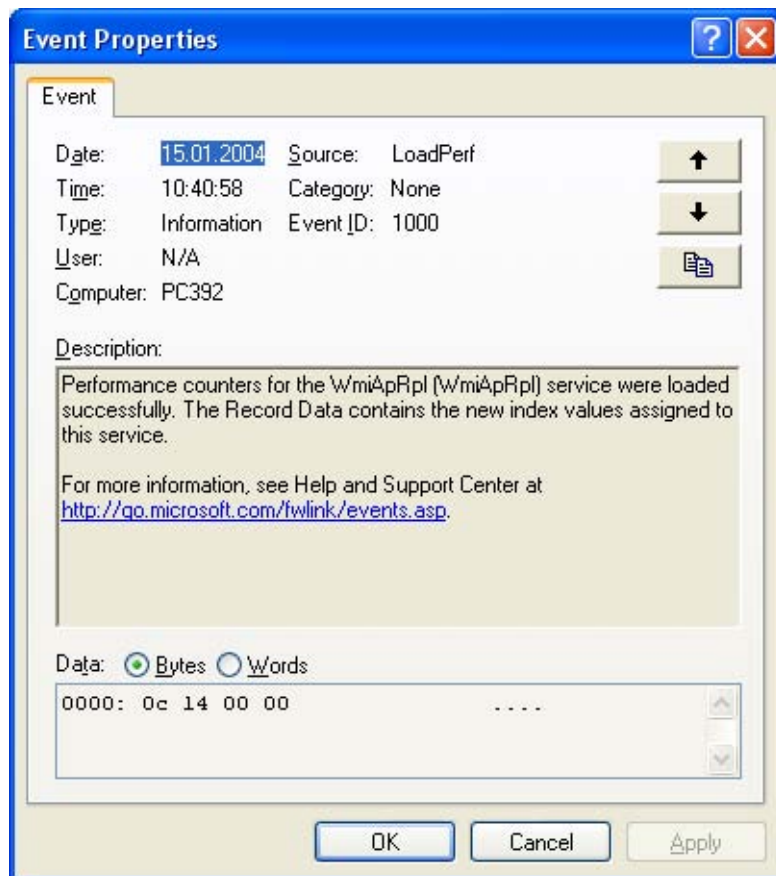 Event Properties
Event
Date: 15.01.2004 Source: LoadPerf
Time: 10:40:58 Category: None
Type: Information Event ID: 1000
User: N/A
Computer: PC392
Description:
Performance counters for the WmiApRpl (WmiApRpl) service were loaded
successfully. The Record Data contains the new index values assigned to
this service.
For more information, see Help and Support Center at
http://go.microsoft.com/fwlink/events.asp.
Data: Bytes Words
0000: 0c 14 00 00 ....
OK Cancel Apply